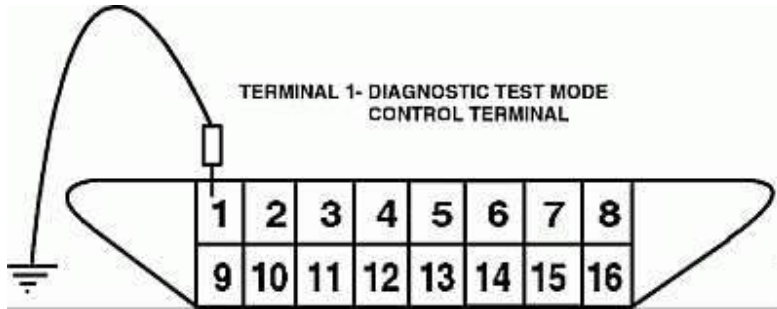 TERMINAL 1- DIAGNOSTIC TEST MODE
CONTROL TERMINAL
1 2 3 4 5 6 7 8
9 10 11 12 13 14 15 16